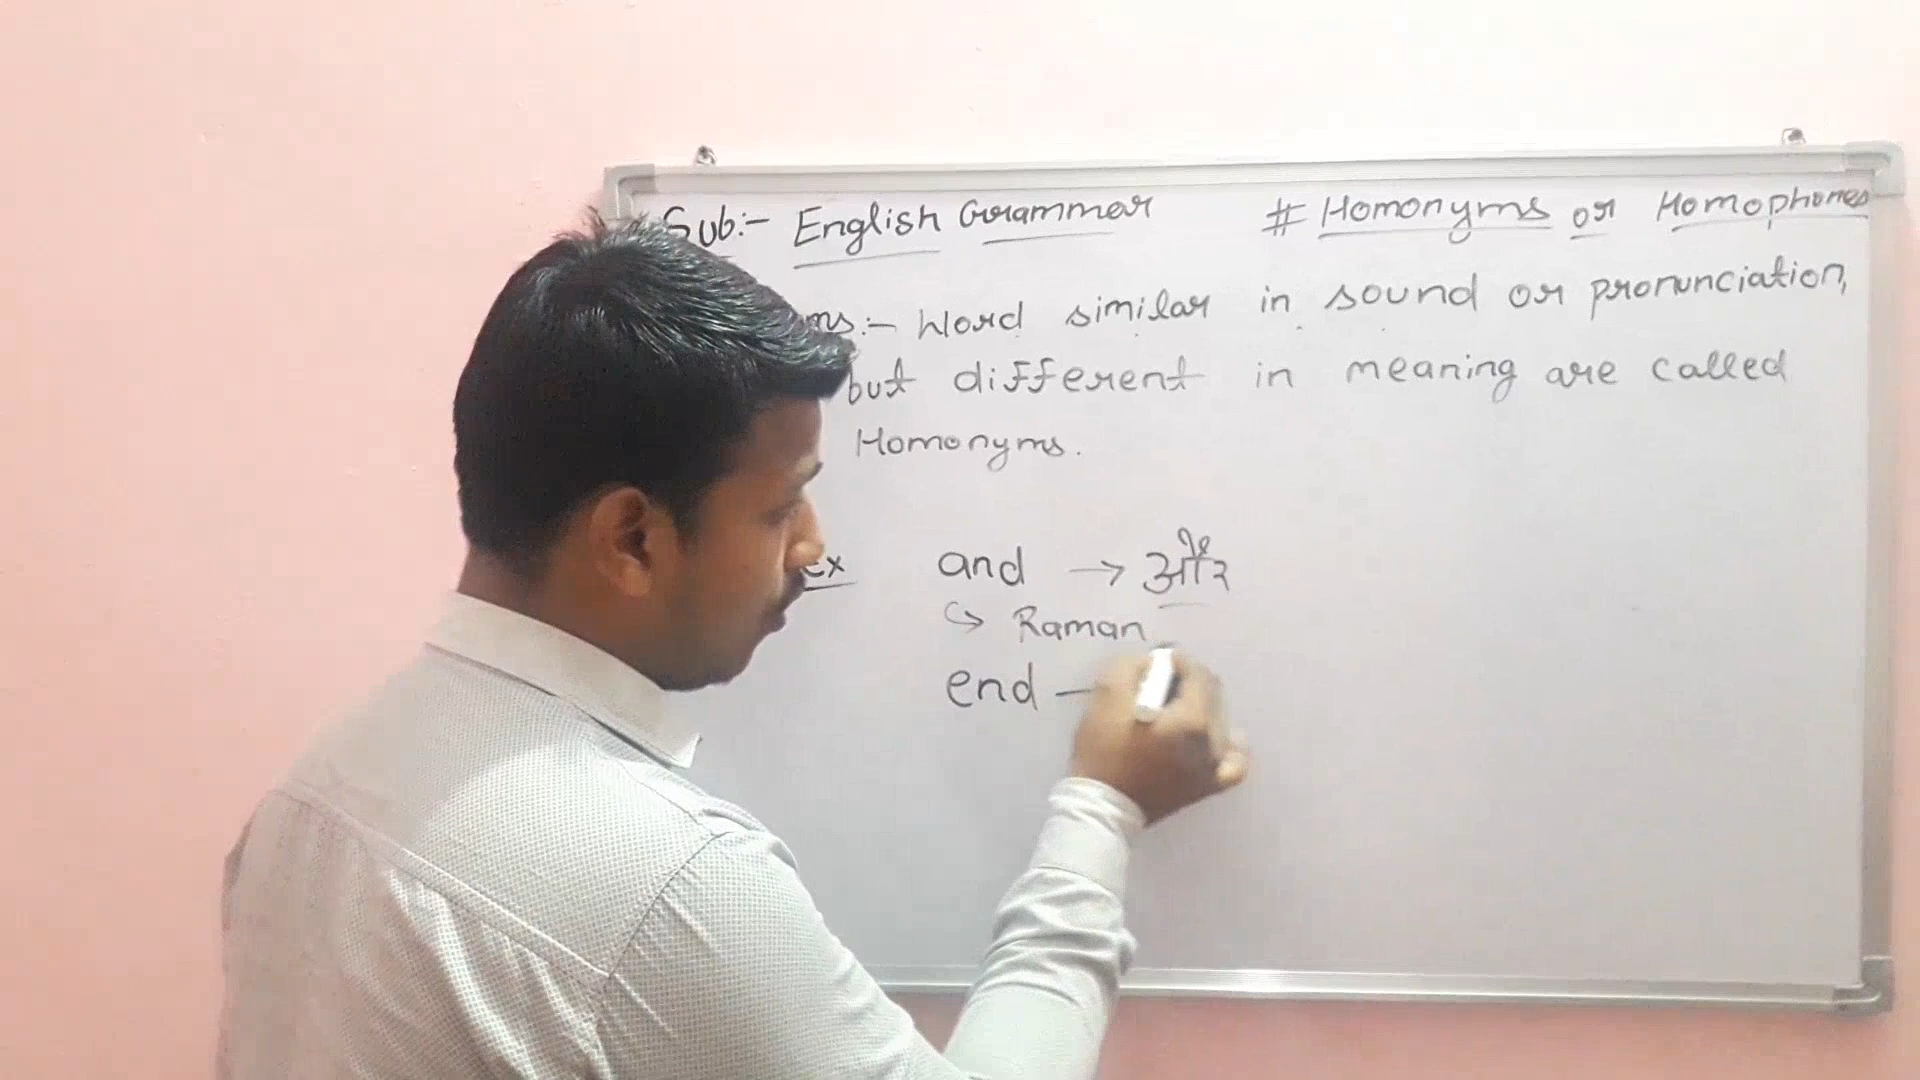 Sub:- English Grammar # Homonyms or Homophones
:- Word similar in sound or pronunciation,
but different in meaning are called
Homonyms.
Ex and → और
↳ Raman
end –